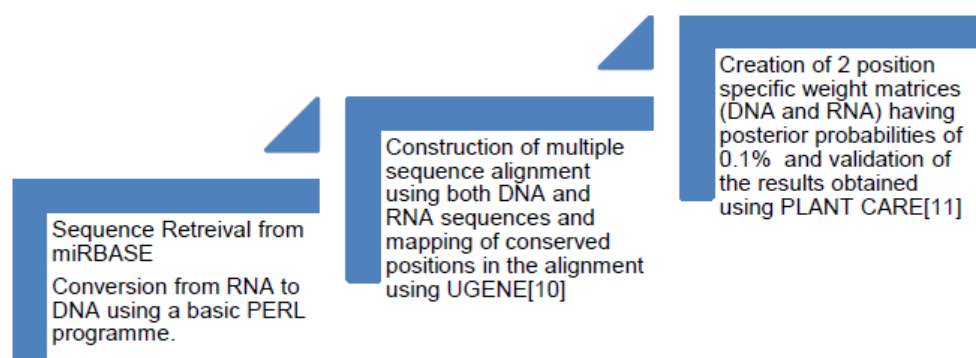 Sequence Retreival from
miRBASE
Conversion from RNA to
DNA using a basic PERL
programme.
Construction of multiple
sequence alignment
using both DNA and
RNA sequences and
mapping of conserved
positions in the alignment
using UGENE[10]
Creation of 2 position
specific weight matrices
(DNA and RNA) having
posterior probabilities of
0.1% and validation of
the results obtained
using PLANT CARE[11]